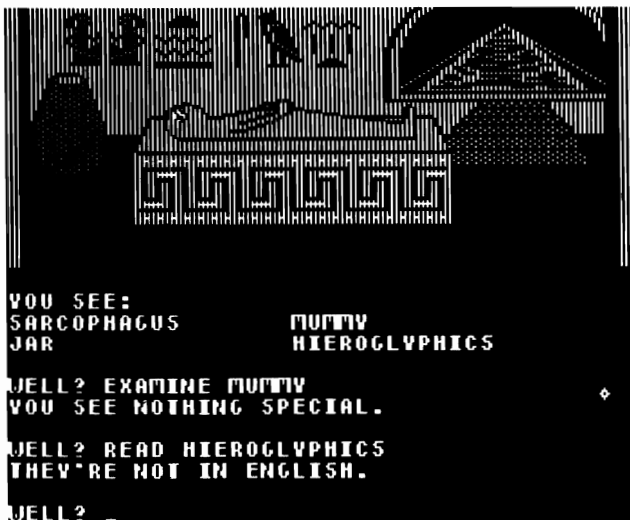 YOU SEE:
SARCOPHAGUS MUMMY
JAR HIEROGLYPHICS
WELL? EXAMINE MUMMY
YOU SEE NOTHING SPECIAL.
WELL? READ HIEROGLYPHICS
THEY'RE NOT IN ENGLISH.
WELL? _